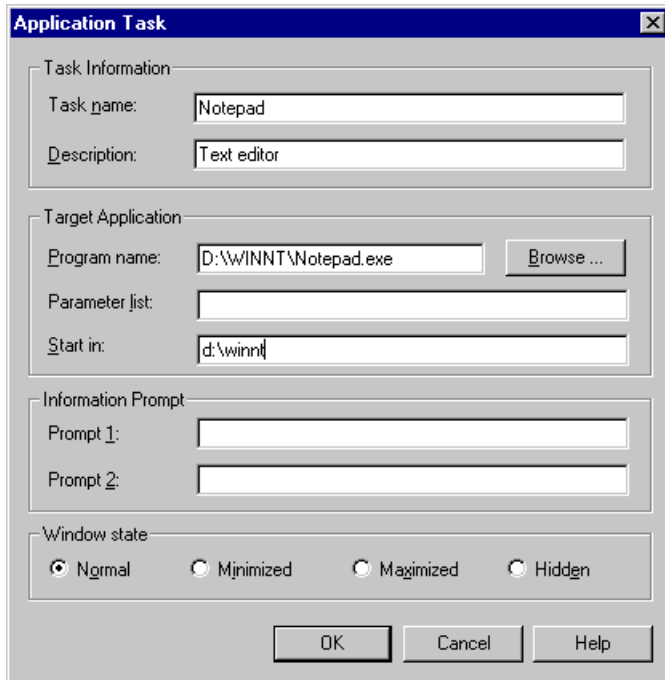 Application Task
Task Information
Task name: Notepad
Description: Text editor
Target Application
Program name: D:\WINNT\Notepad.exe Browse ...
Parameter list:
Start in: d:\winnt
Information Prompt
Prompt 1:
Prompt 2:
Window state
Normal Minimized Maximized Hidden
OK Cancel Help